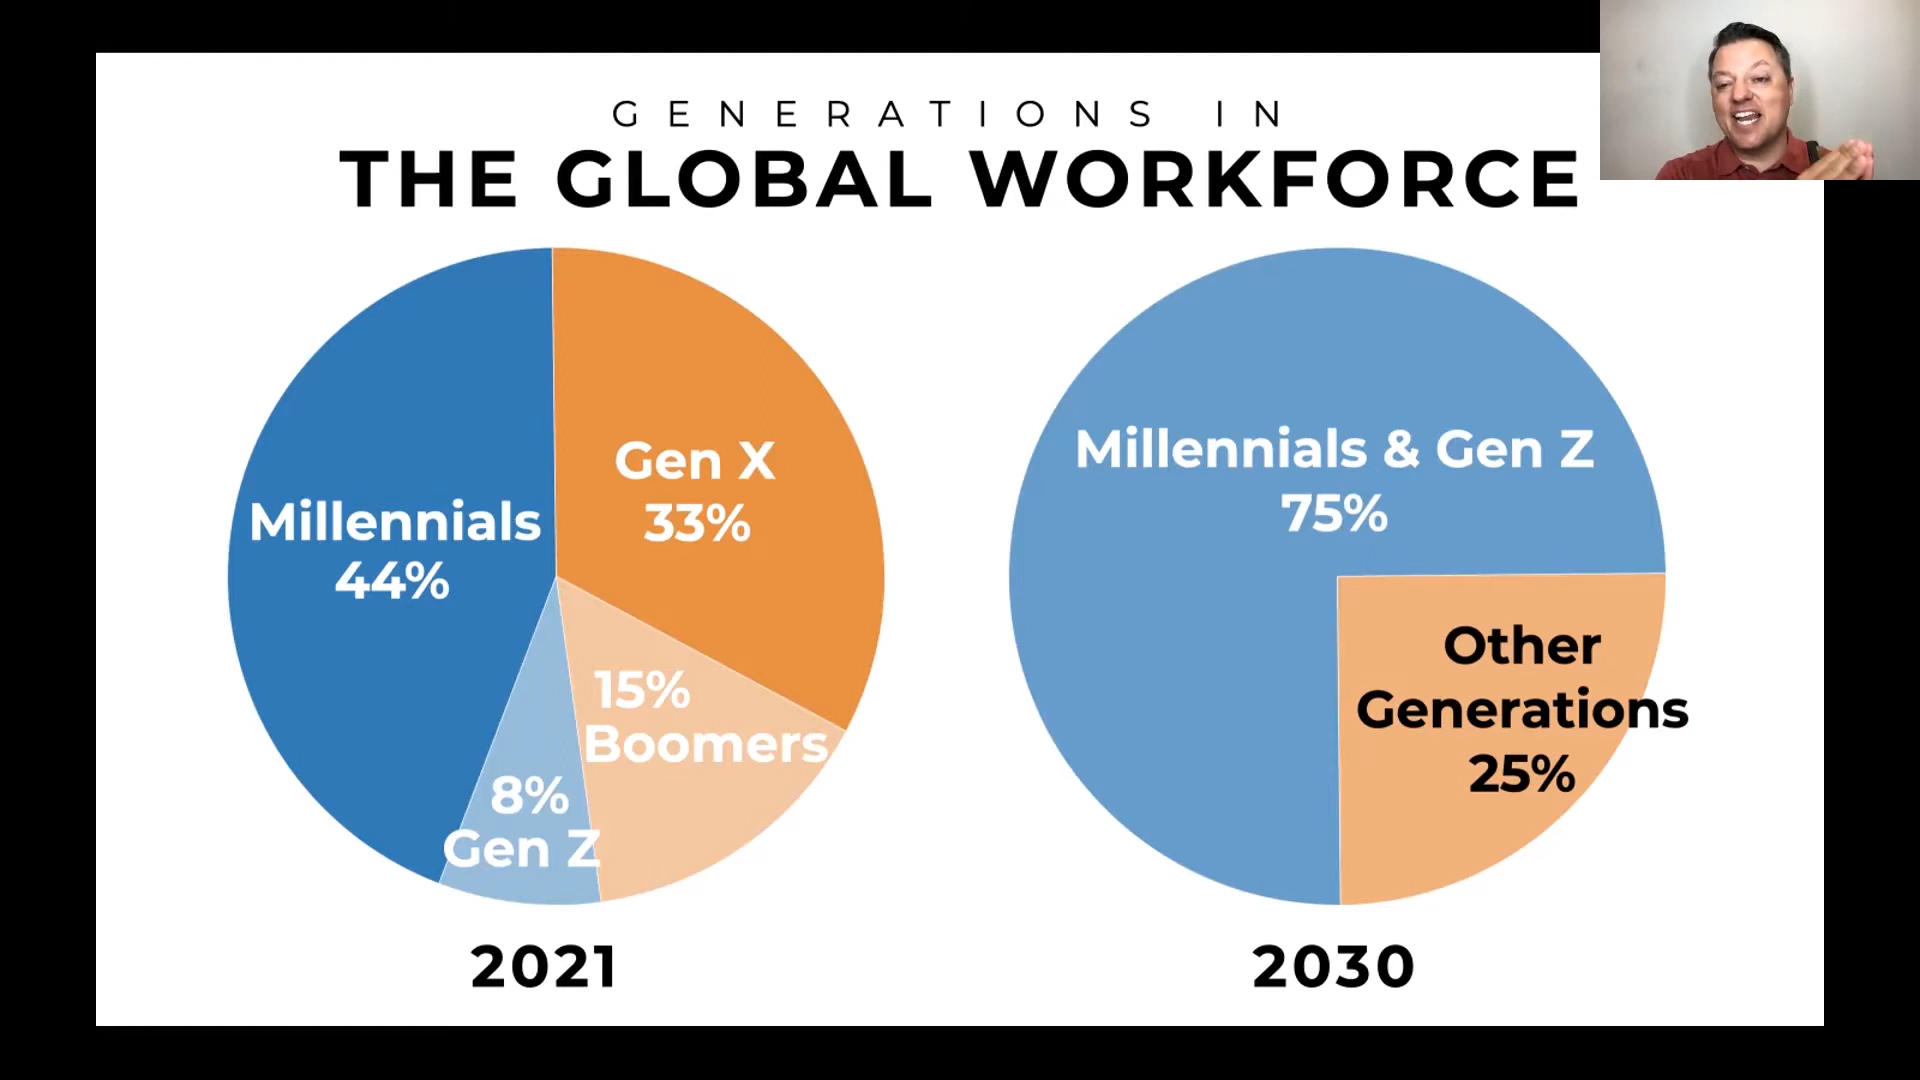 GENERATIONS IN
THE GLOBAL WORKFORCE
Millennials
44%
Gen X
33%
15%
Boomers
8%
Gen Z
2021
Millennials & Gen Z
75%
Other
Generations
25%
2030